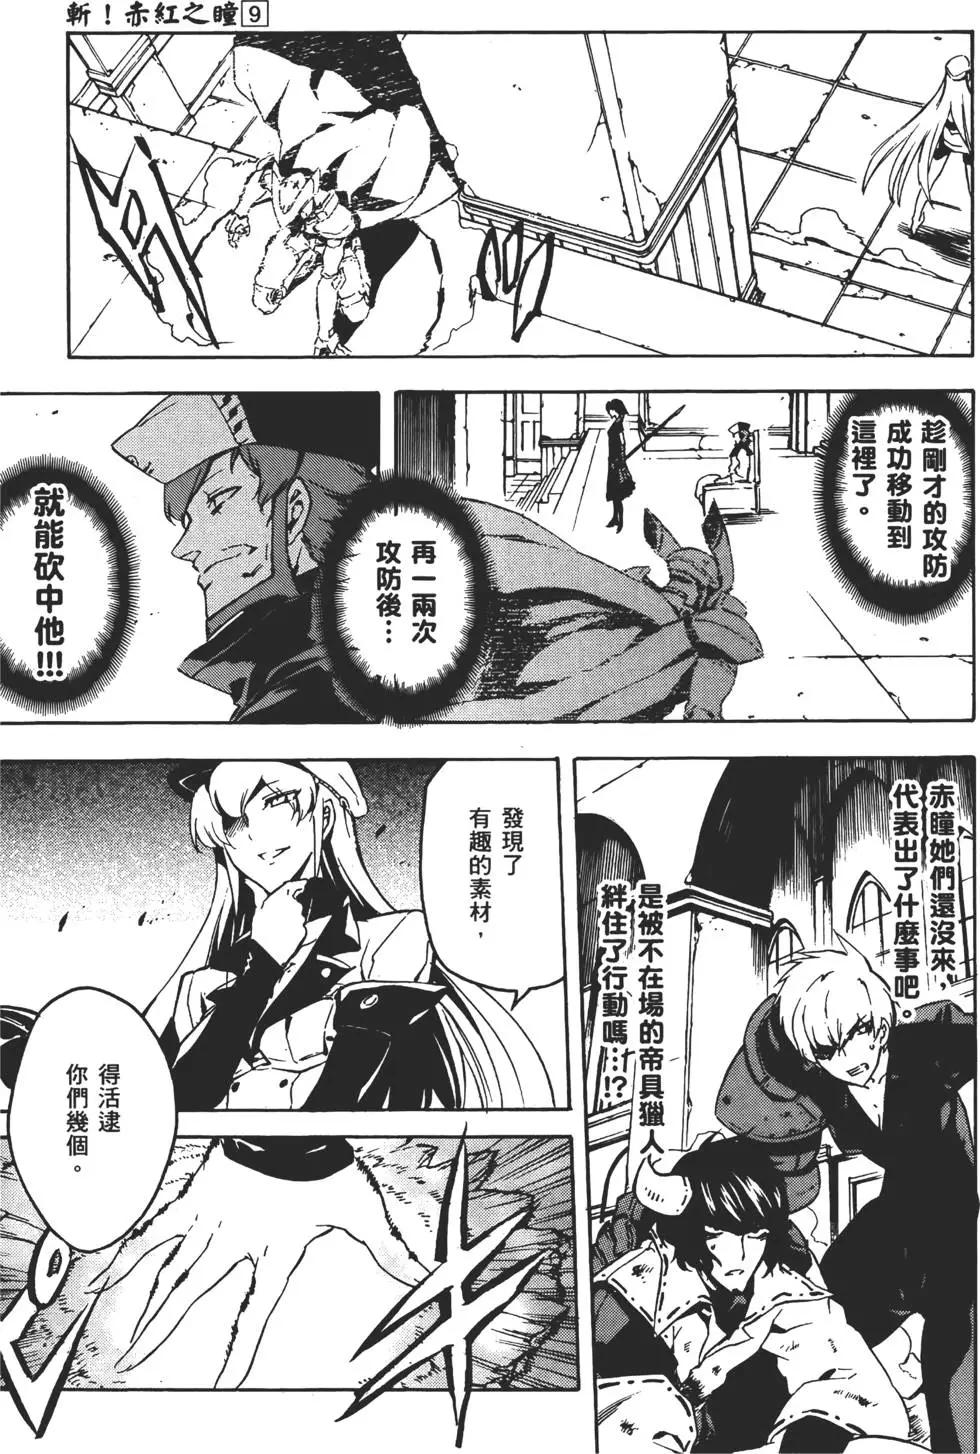 斬！赤紅之瞳 9
趁剛才的攻防
成功移動到
這裡了。
再一兩次
攻防後…
就能砍中他!!!
赤瞳她們還沒來，
代表出了什麼事吧。
是被不在場的帝具獵人
絆住了行動嗎…!?
發現了
有趣的素材，
得活逮
你們幾個。